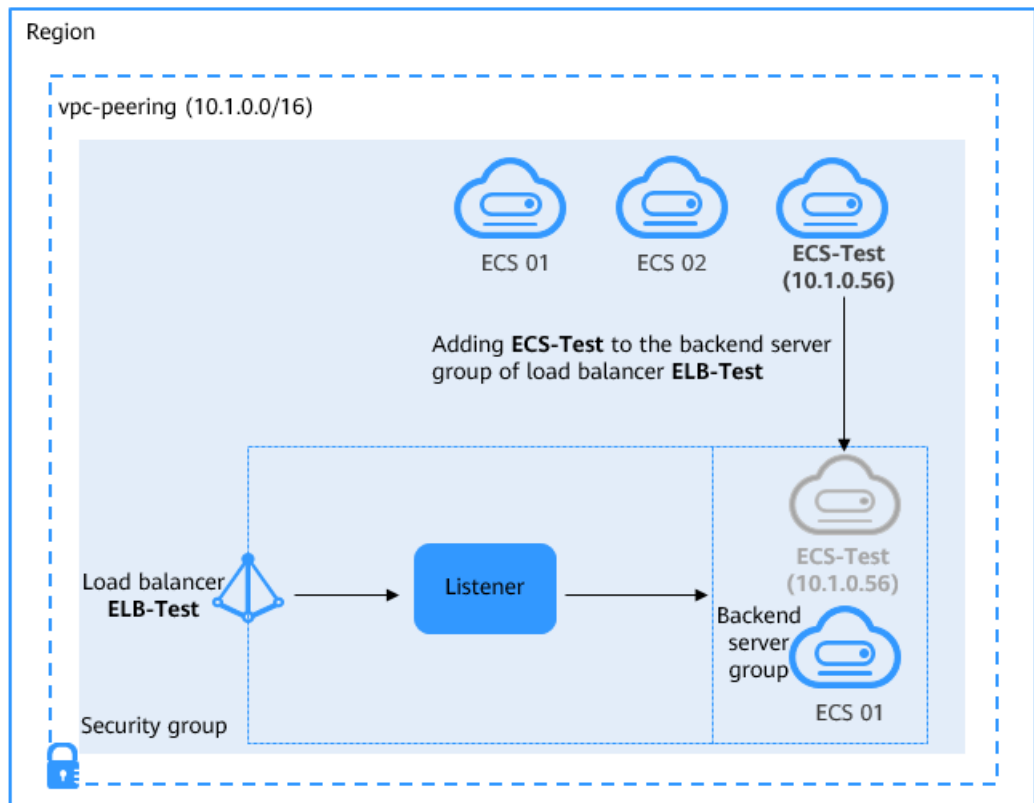 Region
vpc-peering (10.1.0.0/16)
ECS 01
ECS 02
ECS-Test
(10.1.0.56)
Adding ECS-Test to the backend server
group of load balancer ELB-Test
Load balancer
ELB-Test
Listener
ECS-Test
(10.1.0.56)
Backend
server
group
ECS 01
Security group